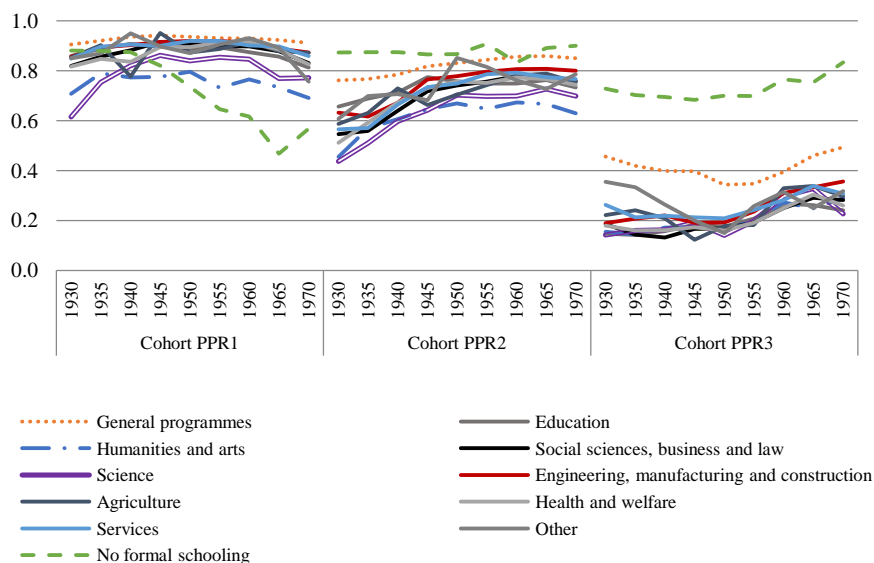 1.0
0.8
0.6
0.4
0.2
0.0
1930 1935 1940 1945 1950 1955 1960 1965 1970 1930 1935 1940 1945 1950 1955 1960 1965 1970 1930 1935 1940 1945 1950 1955 1960 1965 1970
Cohort PPR1 Cohort PPR2 Cohort PPR3
General programmes Education
Humanities and arts Social sciences, business and law
Science Engineering, manufacturing and construction
Agriculture Health and welfare
Services Other
No formal schooling